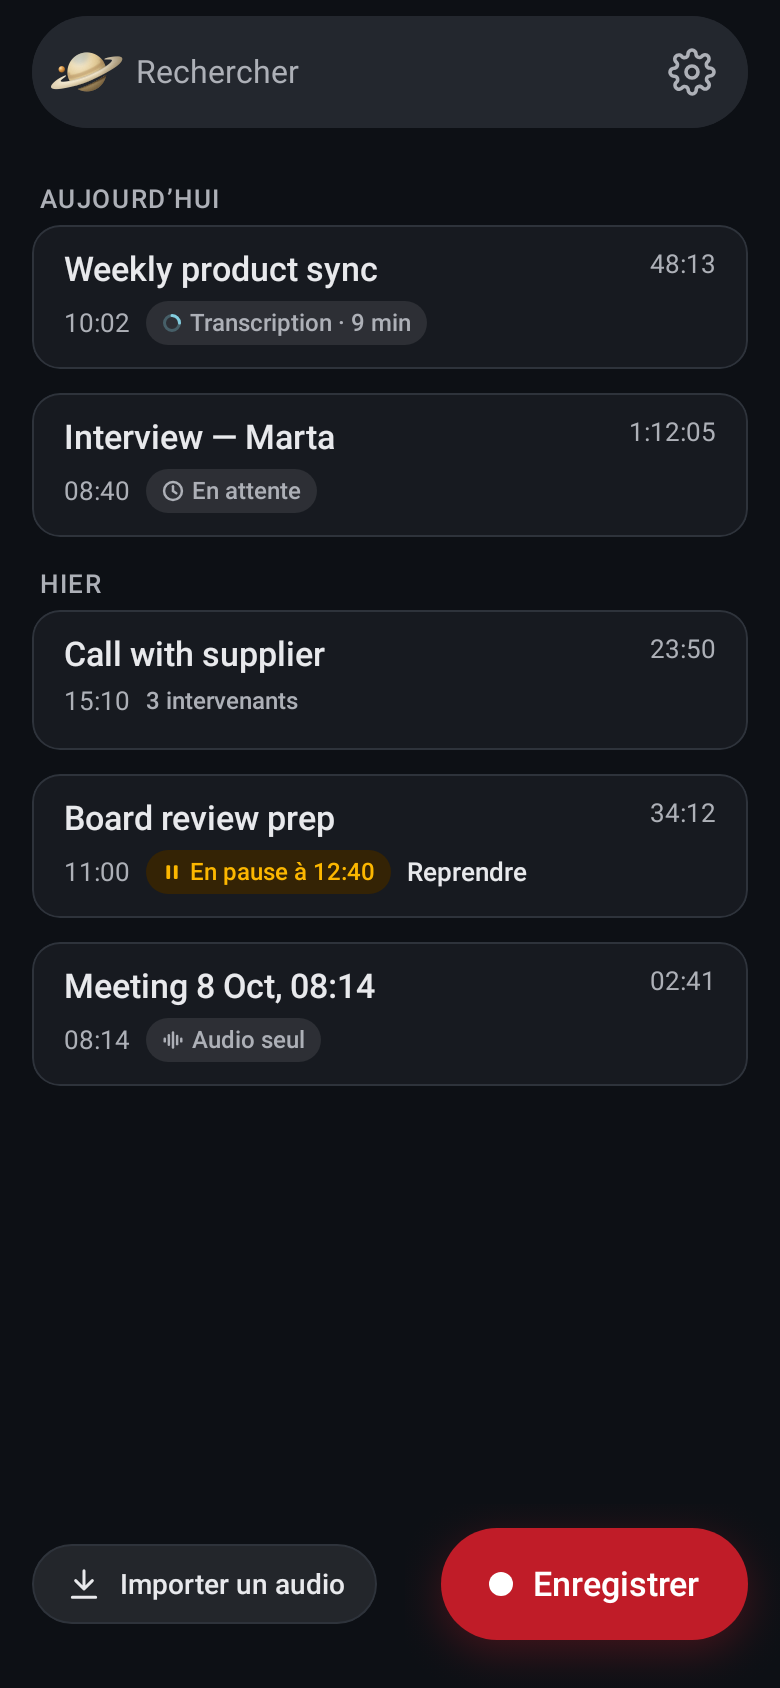 Rechercher
AUJOURD’HUI
Weekly product sync 48:13
10:02 Transcription · 9 min
Interview — Marta 1:12:05
08:40 En attente
HIER
Call with supplier 23:50
15:10 3 intervenants
Board review prep 34:12
11:00 En pause à 12:40 Reprendre
Meeting 8 Oct, 08:14 02:41
08:14 Audio seul
Importer un audio Enregistrer